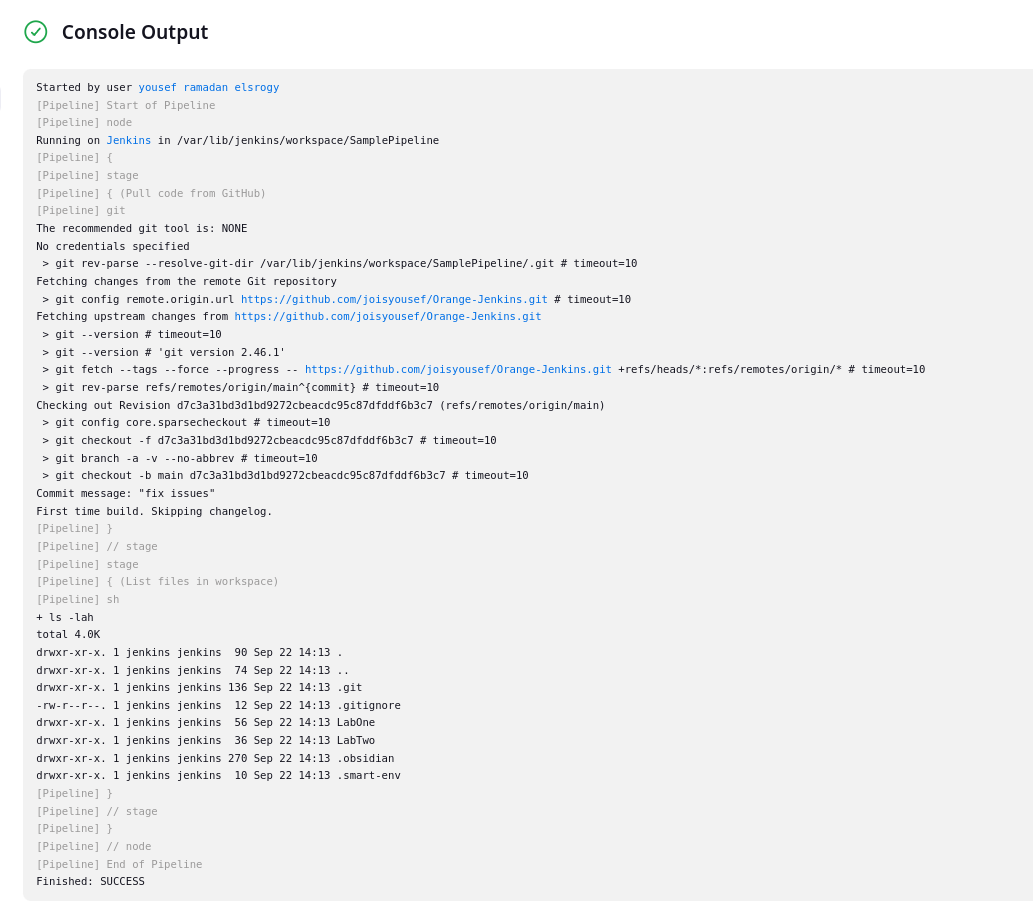 Console Output
Started by user yousef ramadan elsrogy
[Pipeline] Start of Pipeline
[Pipeline] node
Running on Jenkins in /var/lib/jenkins/workspace/SamplePipeline
[Pipeline] {
[Pipeline] stage
[Pipeline] { (Pull code from GitHub)
[Pipeline] git
The recommended git tool is: NONE
No credentials specified
 > git rev-parse --resolve-git-dir /var/lib/jenkins/workspace/SamplePipeline/.git # timeout=10
Fetching changes from the remote Git repository
 > git config remote.origin.url https://github.com/joisyousef/Orange-Jenkins.git # timeout=10
Fetching upstream changes from https://github.com/joisyousef/Orange-Jenkins.git
 > git --version # timeout=10
 > git --version # 'git version 2.46.1'
 > git fetch --tags --force --progress -- https://github.com/joisyousef/Orange-Jenkins.git +refs/heads/*:refs/remotes/origin/* # timeout=10
 > git rev-parse refs/remotes/origin/main^{commit} # timeout=10
Checking out Revision d7c3a31bd3d1bd9272cbeacdc95c87dfddf6b3c7 (refs/remotes/origin/main)
 > git config core.sparsecheckout # timeout=10
 > git checkout -f d7c3a31bd3d1bd9272cbeacdc95c87dfddf6b3c7 # timeout=10
 > git branch -a -v --no-abbrev # timeout=10
 > git checkout -b main d7c3a31bd3d1bd9272cbeacdc95c87dfddf6b3c7 # timeout=10
Commit message: "fix issues"
First time build. Skipping changelog.
[Pipeline] }
[Pipeline] // stage
[Pipeline] stage
[Pipeline] { (List files in workspace)
[Pipeline] sh
+ ls -lah
total 4.0K
drwxr-xr-x. 1 jenkins jenkins  90 Sep 22 14:13 .
drwxr-xr-x. 1 jenkins jenkins  74 Sep 22 14:13 ..
drwxr-xr-x. 1 jenkins jenkins 136 Sep 22 14:13 .git
-rw-r--r--. 1 jenkins jenkins  12 Sep 22 14:13 .gitignore
drwxr-xr-x. 1 jenkins jenkins  56 Sep 22 14:13 LabOne
drwxr-xr-x. 1 jenkins jenkins  36 Sep 22 14:13 LabTwo
drwxr-xr-x. 1 jenkins jenkins 270 Sep 22 14:13 .obsidian
drwxr-xr-x. 1 jenkins jenkins  10 Sep 22 14:13 .smart-env
[Pipeline] }
[Pipeline] // stage
[Pipeline] }
[Pipeline] // node
[Pipeline] End of Pipeline
Finished: SUCCESS